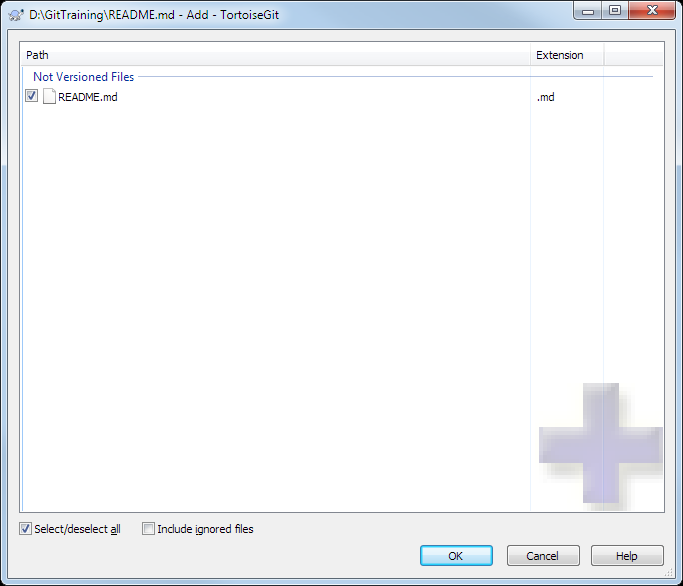 D:\GitTraining\README.md - Add - TortoiseGit
Path Extension
Not Versioned Files
README.md .md
Select/deselect all Include ignored files
OK Cancel Help